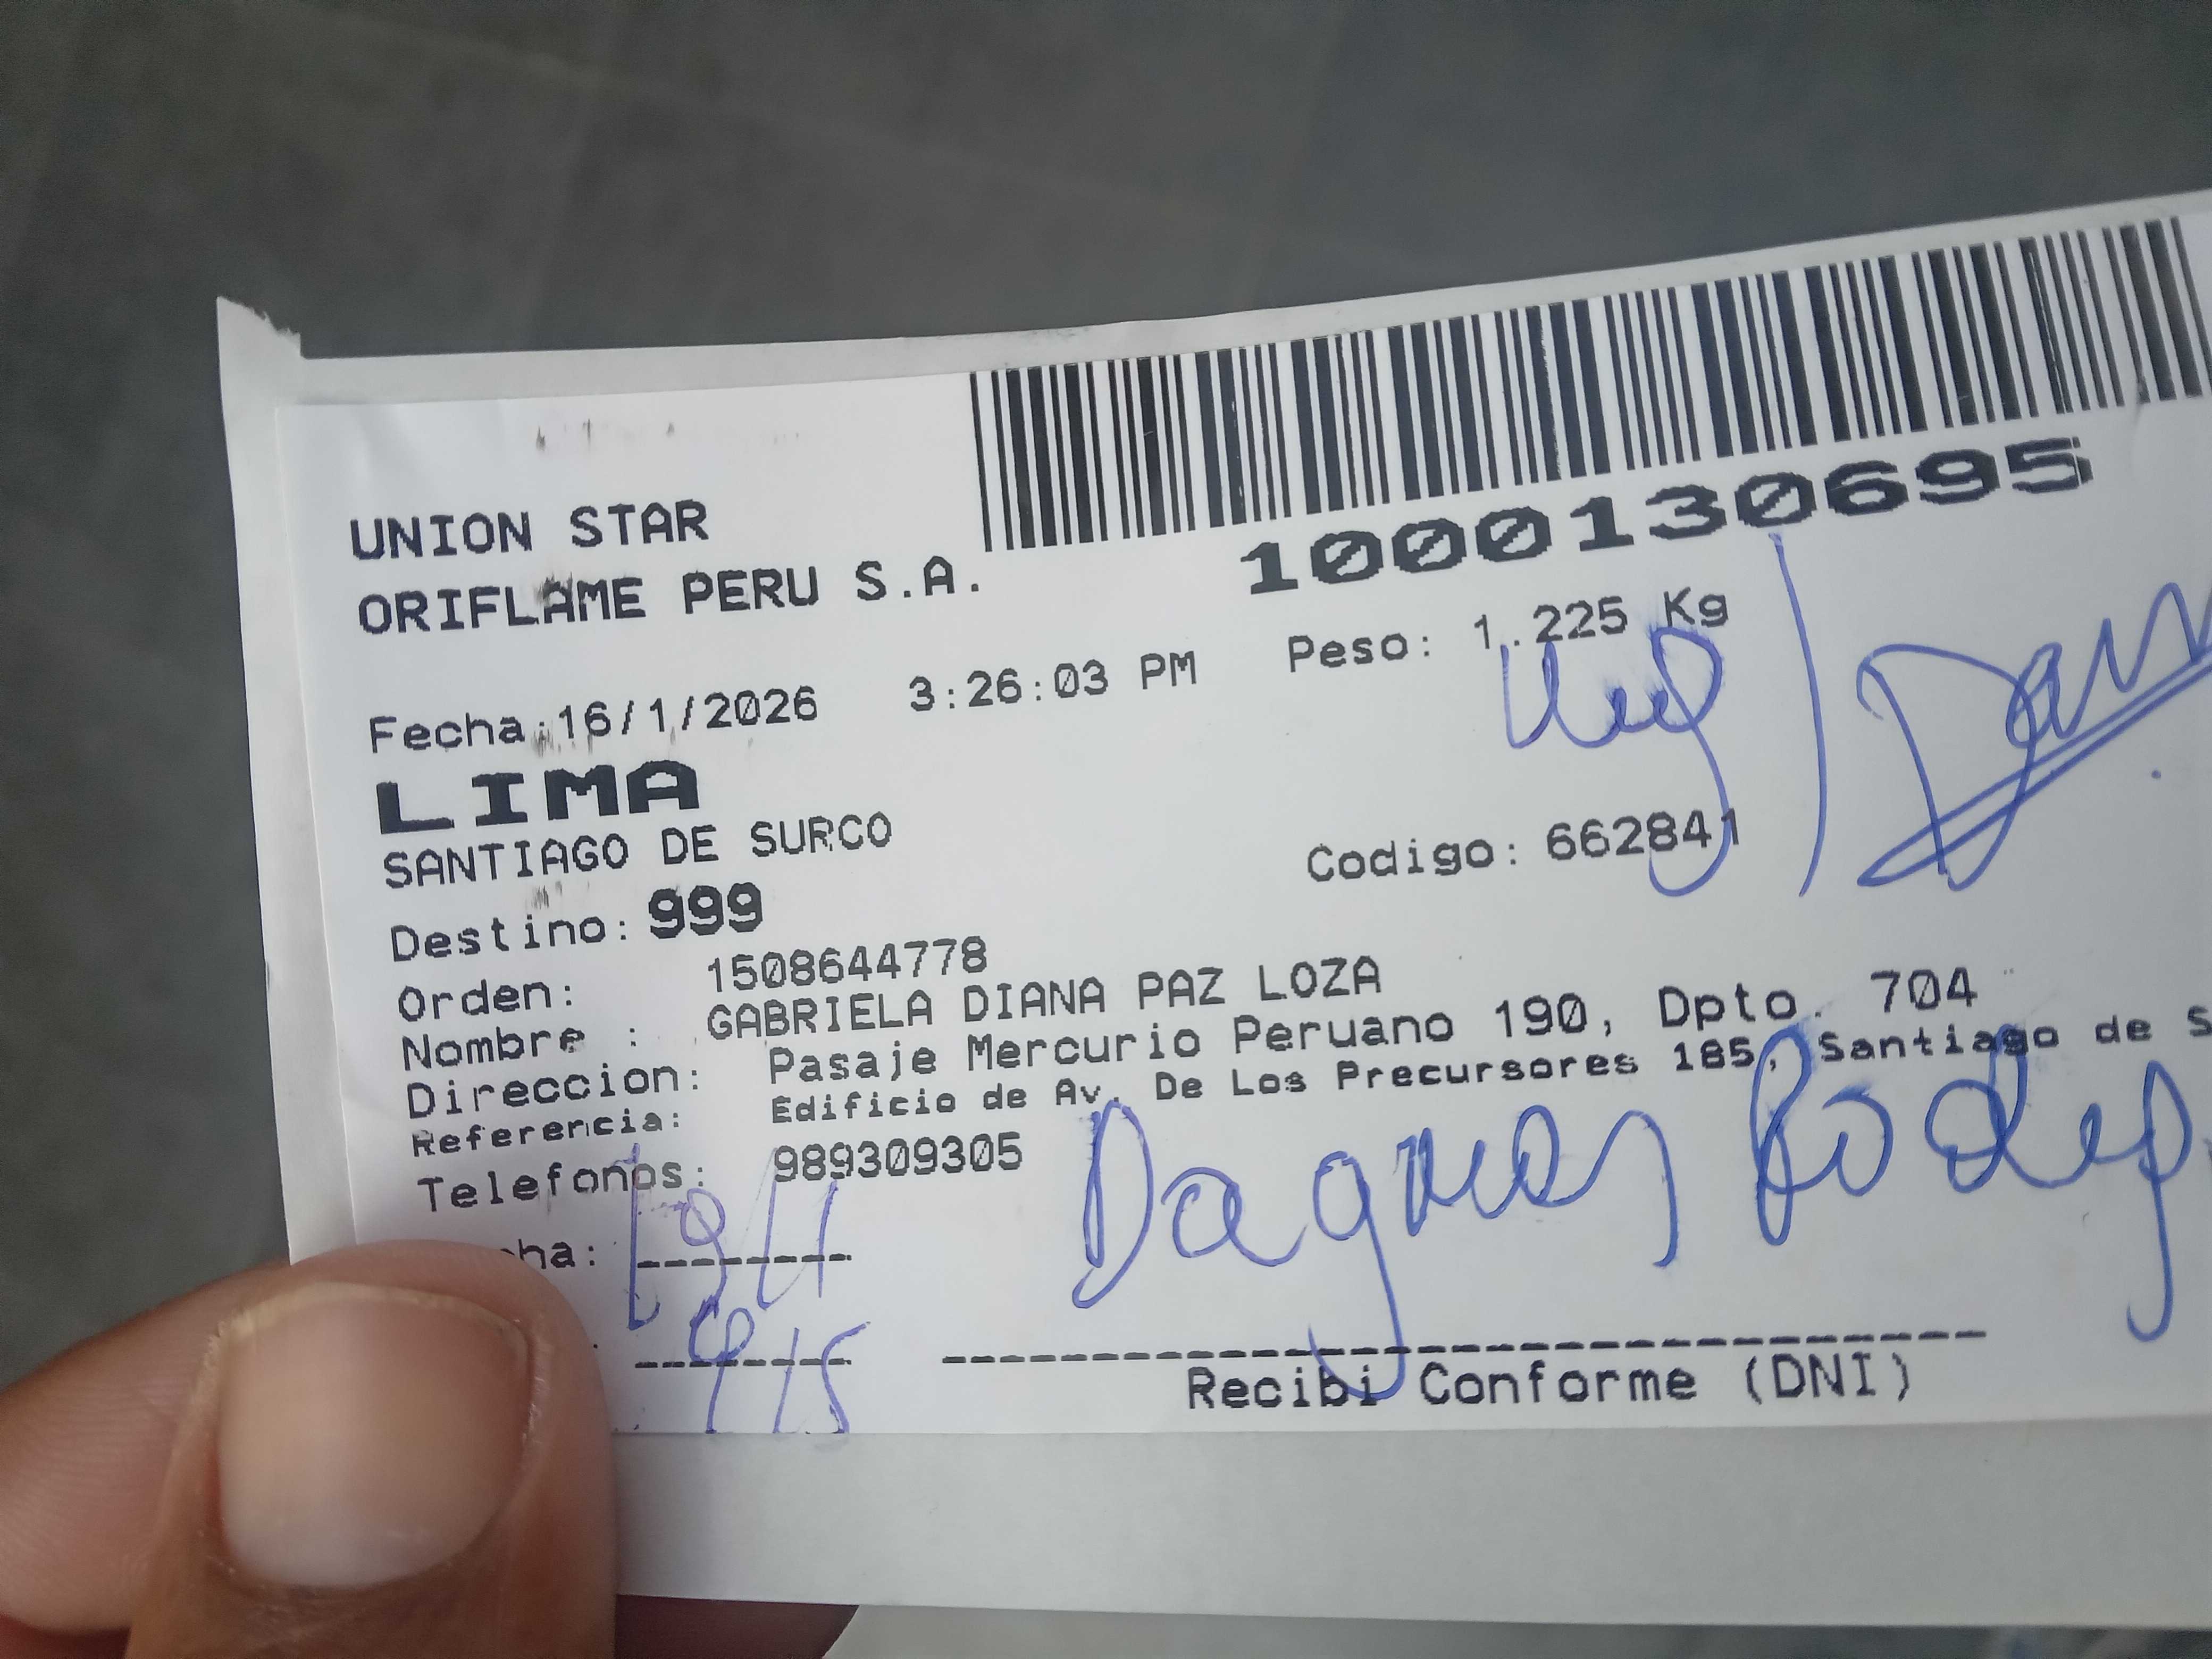 UNION STAR
ORIFLAME PERU S.A.
1000130695
Fecha:16/1/2026 3:26:03 PM Peso: 1.225 Kg
LIMA
SANTIAGO DE SURCO
Codigo: 662841
Destino: 999
Orden: 1508644778
Nombre : GABRIELA DIANA PAZ LOZA
Direccion: Pasaje Mercurio Peruano 190, Dpto. 704
Referencia: Edificio de Av. De Los Precursores 185, Santiago de S
Telefonos: 989309305
ha:
Recibi Conforme (DNI)